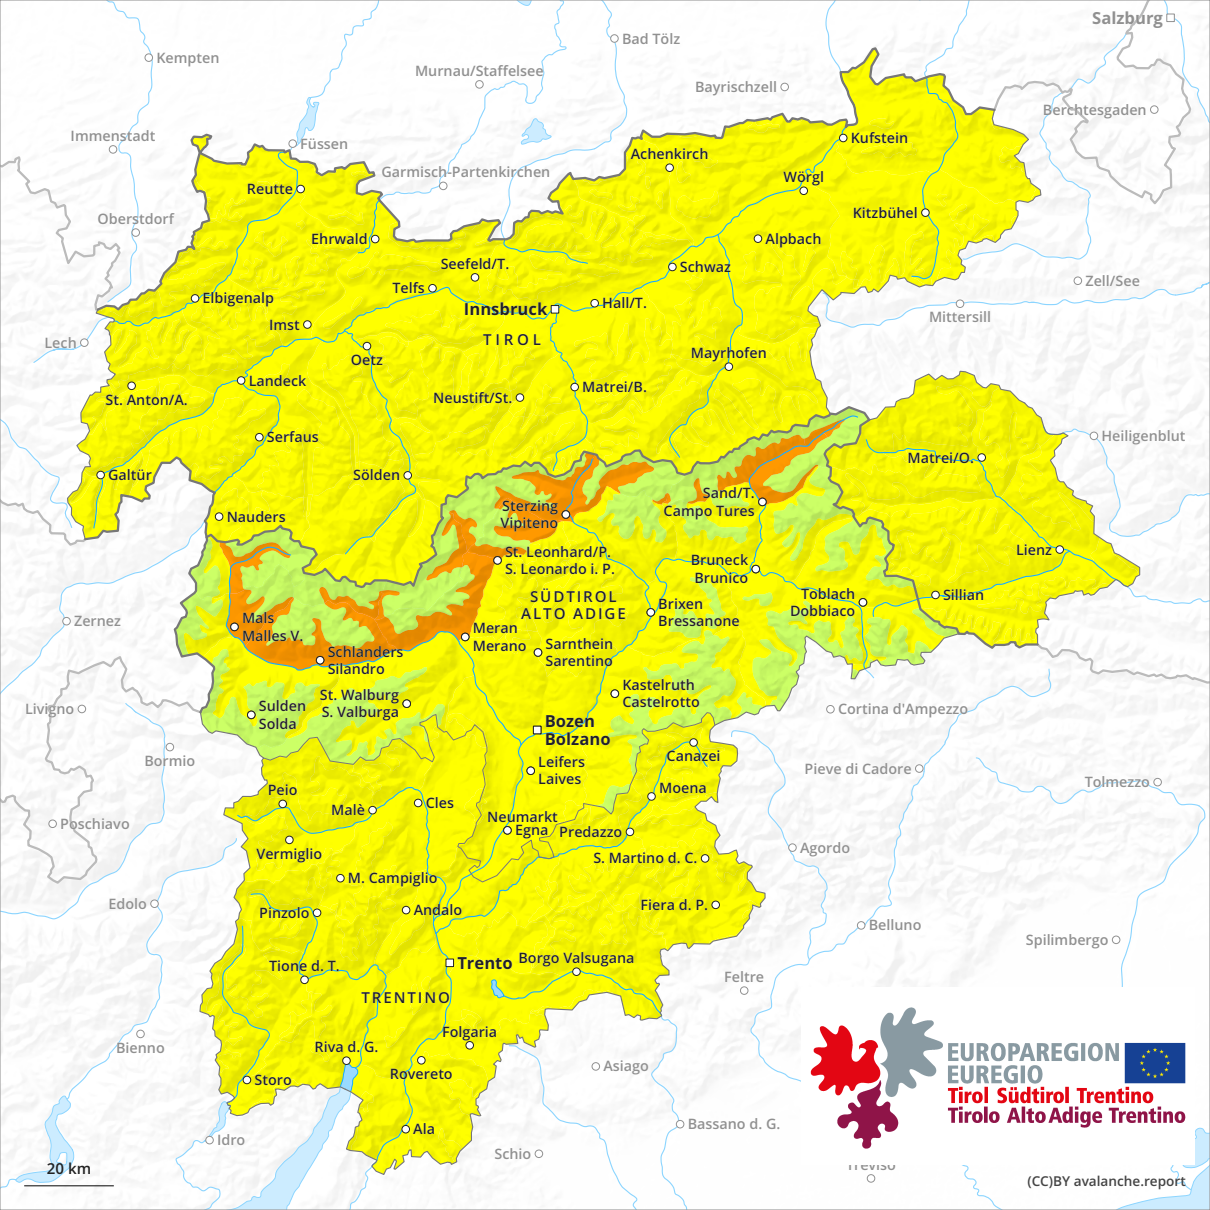 Salzburg
Bad Tölz
Kempten
Murnau/Staffelsee
Bayrischzell
Berchtesgaden
Immenstadt
Füssen
Kufstein
Achenkirch
Garmisch-Partenkirchen
Wörgl
Reutte
Oberstdorf
Kitzbühel
Ehrwald
Alpbach
Seefeld/T.
Schwaz
Zell/See
Telfs
Elbigenalp
Hall/T.
Innsbruck
Mittersill
Imst
TIROL
Lech
Oetz
Mayrhofen
Landeck
Matrei/B.
St. Anton/A.
Neustift/St.
Serfaus
Heiligenblut
Matrei/O.
Galtür
Sölden
Sand/T.
Campo Tures
Sterzing
Vipiteno
Nauders
St. Leonhard/P.
S. Leonardo i. P.
Lienz
Bruneck
Brunico
SÜDTIROL
ALTO ADIGE
Toblach
Dobbiaco
Sillian
Brixen
Bressanone
Zernez
Mals
Malles V.
Meran
Merano
Sarnthein
Sarentino
Schlanders
Silandro
Kastelruth
Castelrotto
St. Walburg
S. Valburga
Livigno
Sulden
Solda
Cortina d'Ampezzo
Bozen
Bolzano
Bormio
Canazei
Leifers
Laives
Pieve di Cadore
Tolmezzo
Peio
Moena
Malè
Cles
Neumarkt
Egna
Predazzo
Poschiavo
Vermiglio
Agordo
S. Martino d. C.
M. Campiglio
Edolo
Pinzolo
Andalo
Fiera d. P.
Belluno
Spilimbergo
Trento
Borgo Valsugana
Tione d. T.
Feltre
TRENTINO
Folgaria
Bienno
Riva d. G.
Rovereto
Asiago
Storo
EUROPAREGION
EUREGIO
Tirol Südtirol Trentino
Tirolo Alto Adige Trentino
Ala
Bassano d. G.
Idro
Schio
Treviso
20 km
(CC)BY avalanche.report